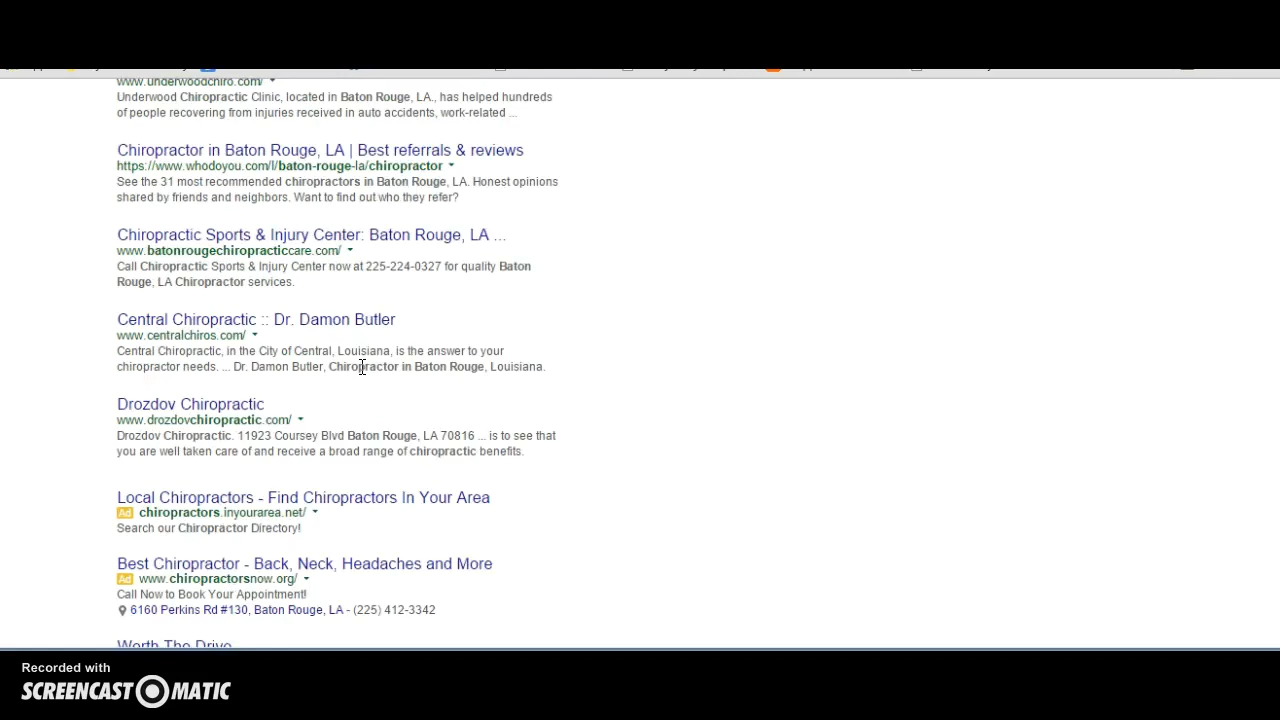 www.underwoodchiro.com/
Underwood Chiropractic Clinic, located in Baton Rouge, LA., has helped hundreds
of people recovering from injuries received in auto accidents, work-related ...
Chiropractor in Baton Rouge, LA | Best referrals & reviews
https://www.whodoyou.com/l/baton-rouge-la/chiropractor
See the 31 most recommended chiropractors in Baton Rouge, LA. Honest opinions
shared by friends and neighbors. Want to find out who they refer?
Chiropractic Sports & Injury Center: Baton Rouge, LA ...
www.batonrougechiropracticcare.com/
Call Chiropractic Sports & Injury Center now at 225-224-0327 for quality Baton
Rouge, LA Chiropractor services.
Central Chiropractic :: Dr. Damon Butler
www.centralchiros.com/
Central Chiropractic, in the City of Central, Louisiana, is the answer to your
chiropractor needs. ... Dr. Damon Butler, Chiropractor in Baton Rouge, Louisiana.
Drozdov Chiropractic
www.drozdovchiropractic.com/
Drozdov Chiropractic. 11923 Coursey Blvd Baton Rouge, LA 70816 ... is to see that
you are well taken care of and receive a broad range of chiropractic benefits.
Local Chiropractors - Find Chiropractors In Your Area
Ad chiropractors.inyourarea.net/
Search our Chiropractor Directory!
Best Chiropractor - Back, Neck, Headaches and More
Ad www.chiropractorsnow.org/
Call Now to Book Your Appointment!
6160 Perkins Rd #130, Baton Rouge, LA - (225) 412-3342
Worth The Drive
Recorded with
SCREENCAST MATIC